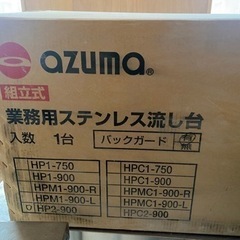 azuma®
組立式
業務用ステンレス流し台
入数 1台 バックガード 有 無
HP1-750 HPC1-750
HP1-900 HPC1-900
HPM1-900-R HPMC1-900-R
HPM1-900-L HPMC1-900-L
HP2-900 HPC2-900